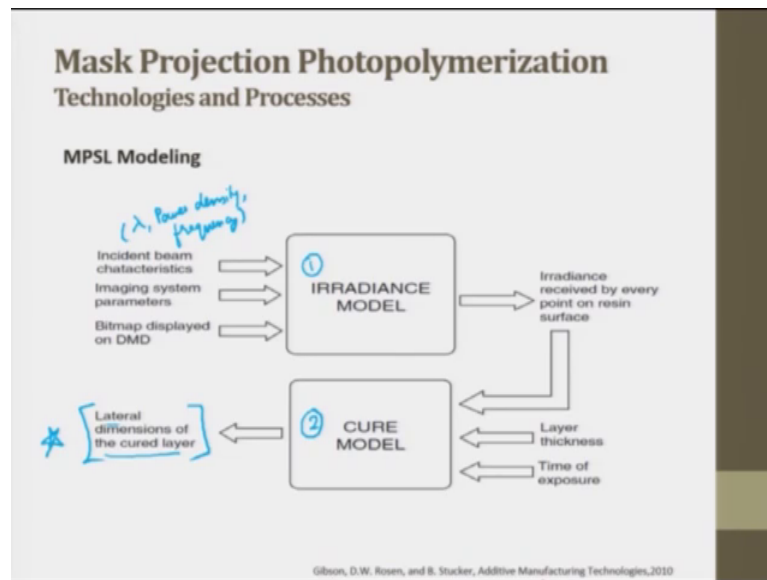 Mask Projection Photopolymerization
Technologies and Processes
MPSL Modeling
(λ, Power density,
frequency)
Incident beam
chatacteristics
Imaging system
parameters
Bitmap displayed
on DMD
①
IRRADIANCE
MODEL
Irradiance
received by every
point on resin
surface
Lateral
dimensions of
the cured layer
②
CURE
MODEL
Layer
thickness
Time of
exposure
Gibson, D.W. Rosen, and B. Stucker, Additive Manufacturing Technologies,2010